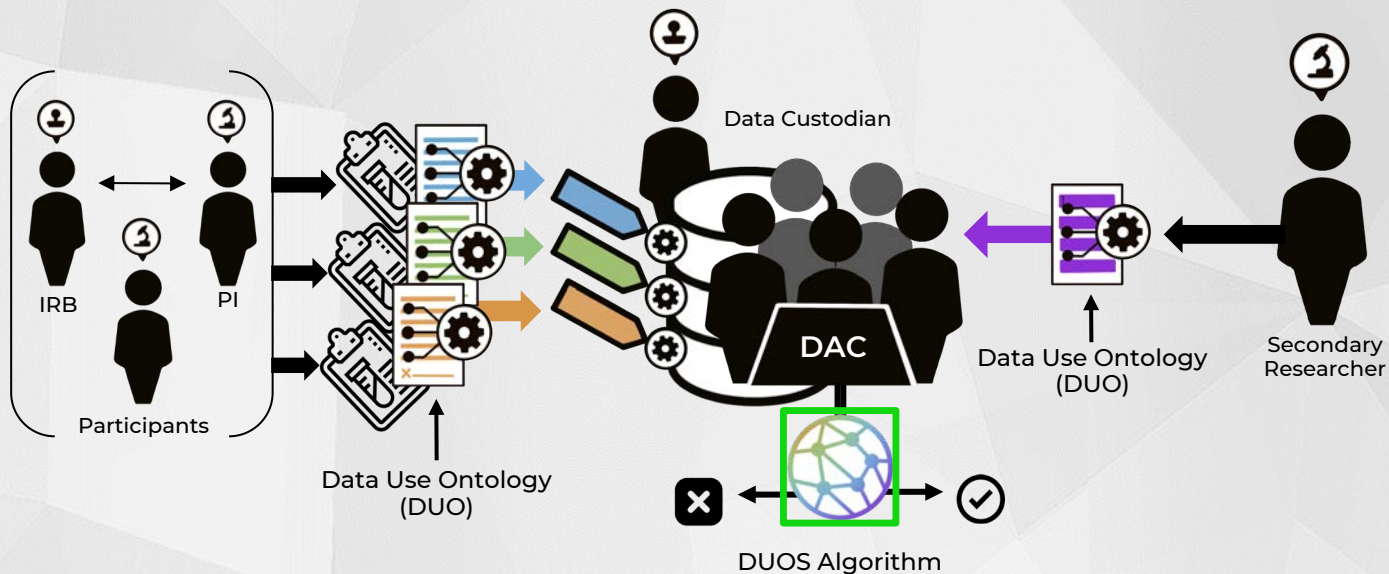 IRB
PI
Participants
Data Use Ontology
(DUO)
Data Custodian
DAC
DUOS Algorithm
Data Use Ontology
(DUO)
Secondary
Researcher